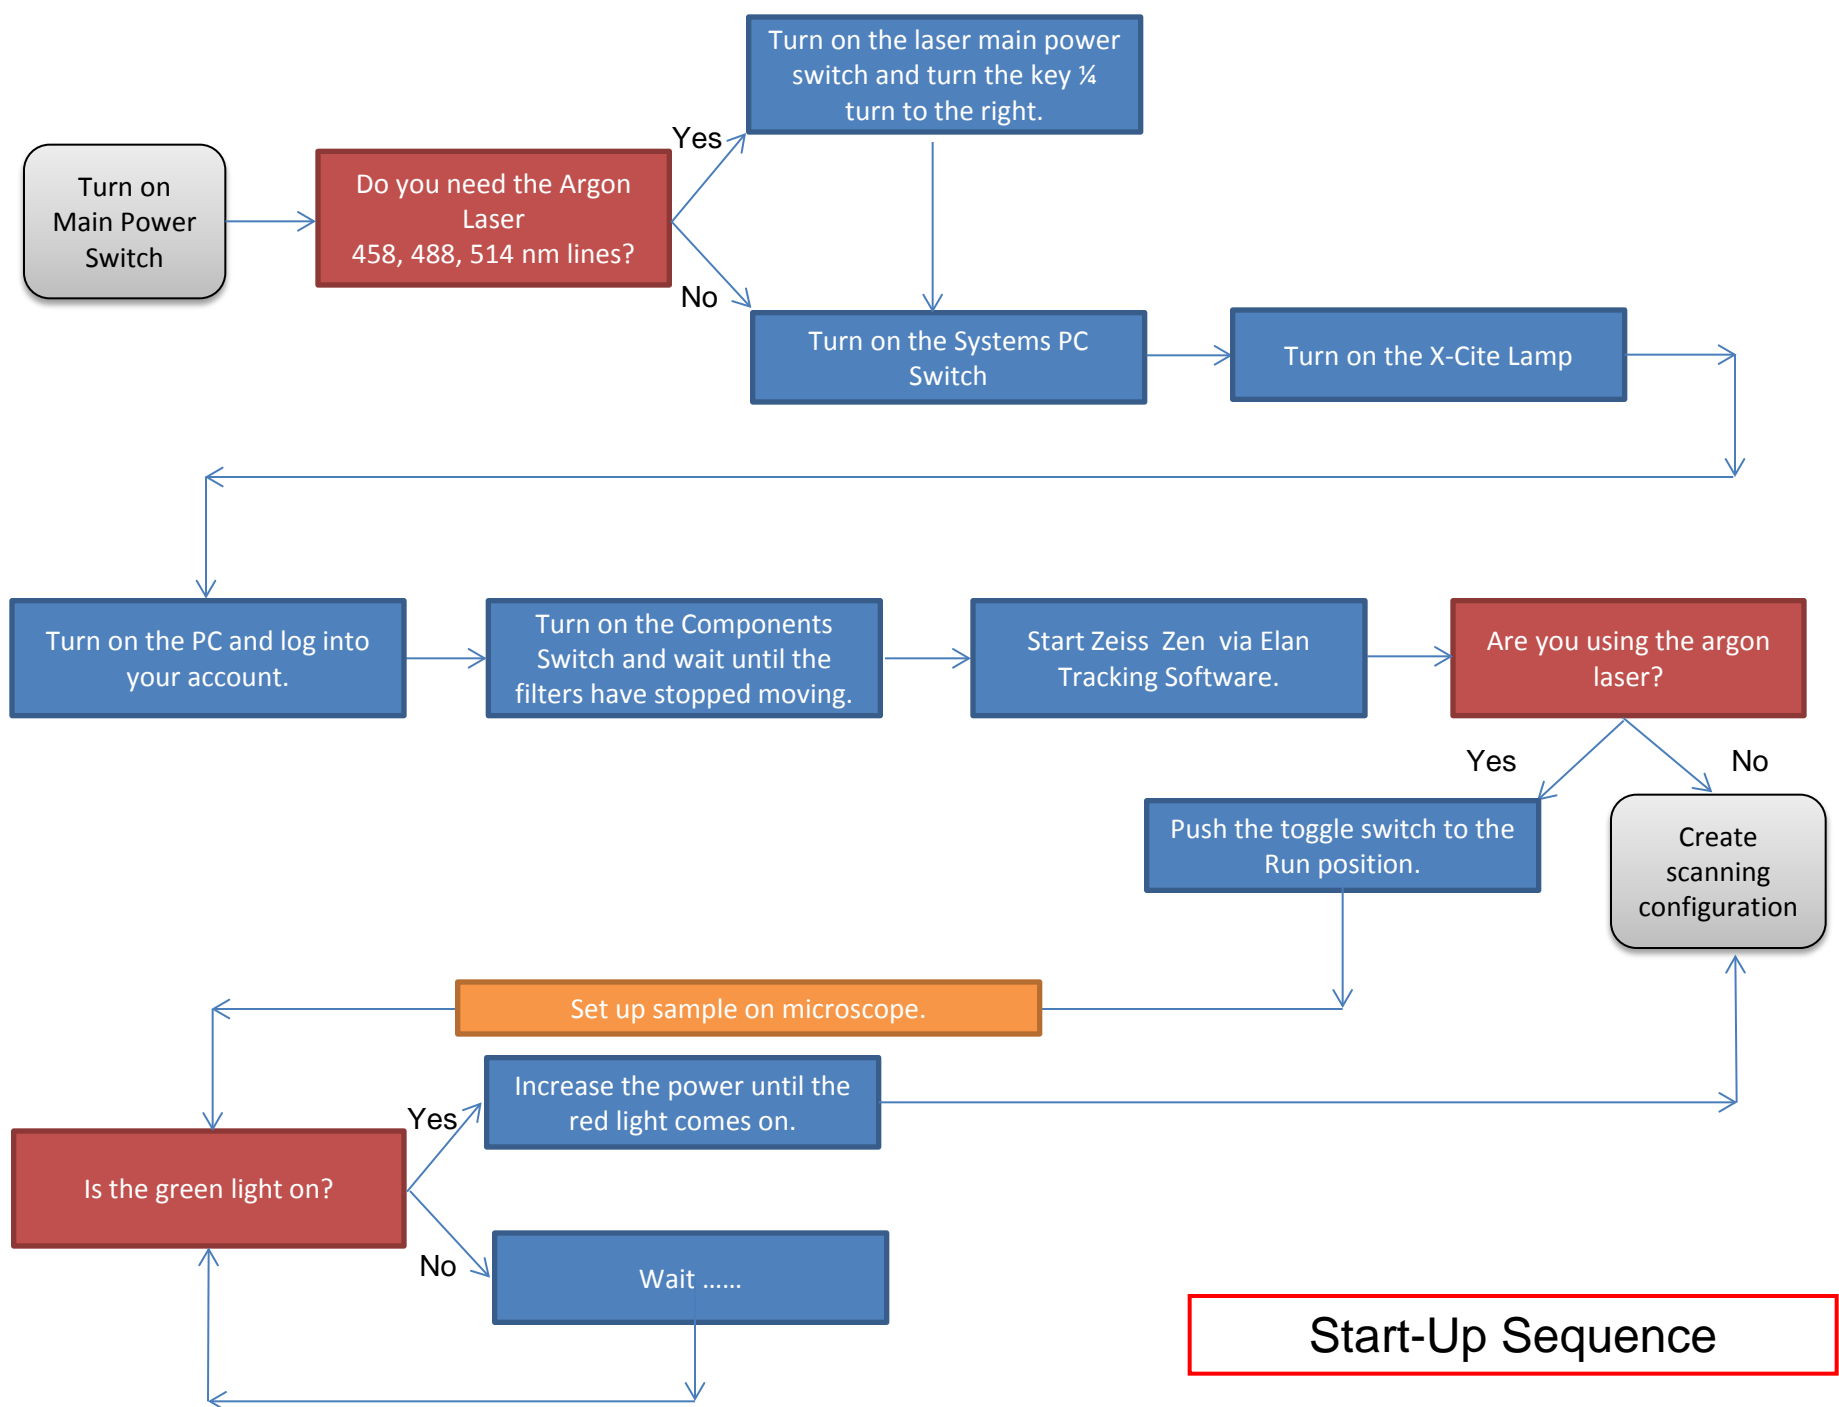 Turn on the laser main power
switch and turn the key ¼
turn to the right.
Yes
Turn on
Main Power
Switch
Do you need the Argon
Laser
458, 488, 514 nm lines?
No
Turn on the Systems PC
Switch
Turn on the X-Cite Lamp
Turn on the PC and log into
your account.
Turn on the Components
Switch and wait until the
filters have stopped moving.
Start Zeiss Zen via Elan
Tracking Software.
Are you using the argon
laser?
Yes
No
Push the toggle switch to the
Run position.
Create
scanning
configuration
Set up sample on microscope.
Increase the power until the
red light comes on.
Yes
Is the green light on?
No
Wait ......
Start-Up Sequence